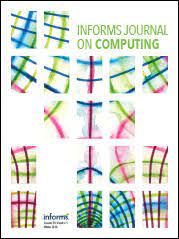 INFORMS JOURNAL
ON COMPUTING
informs